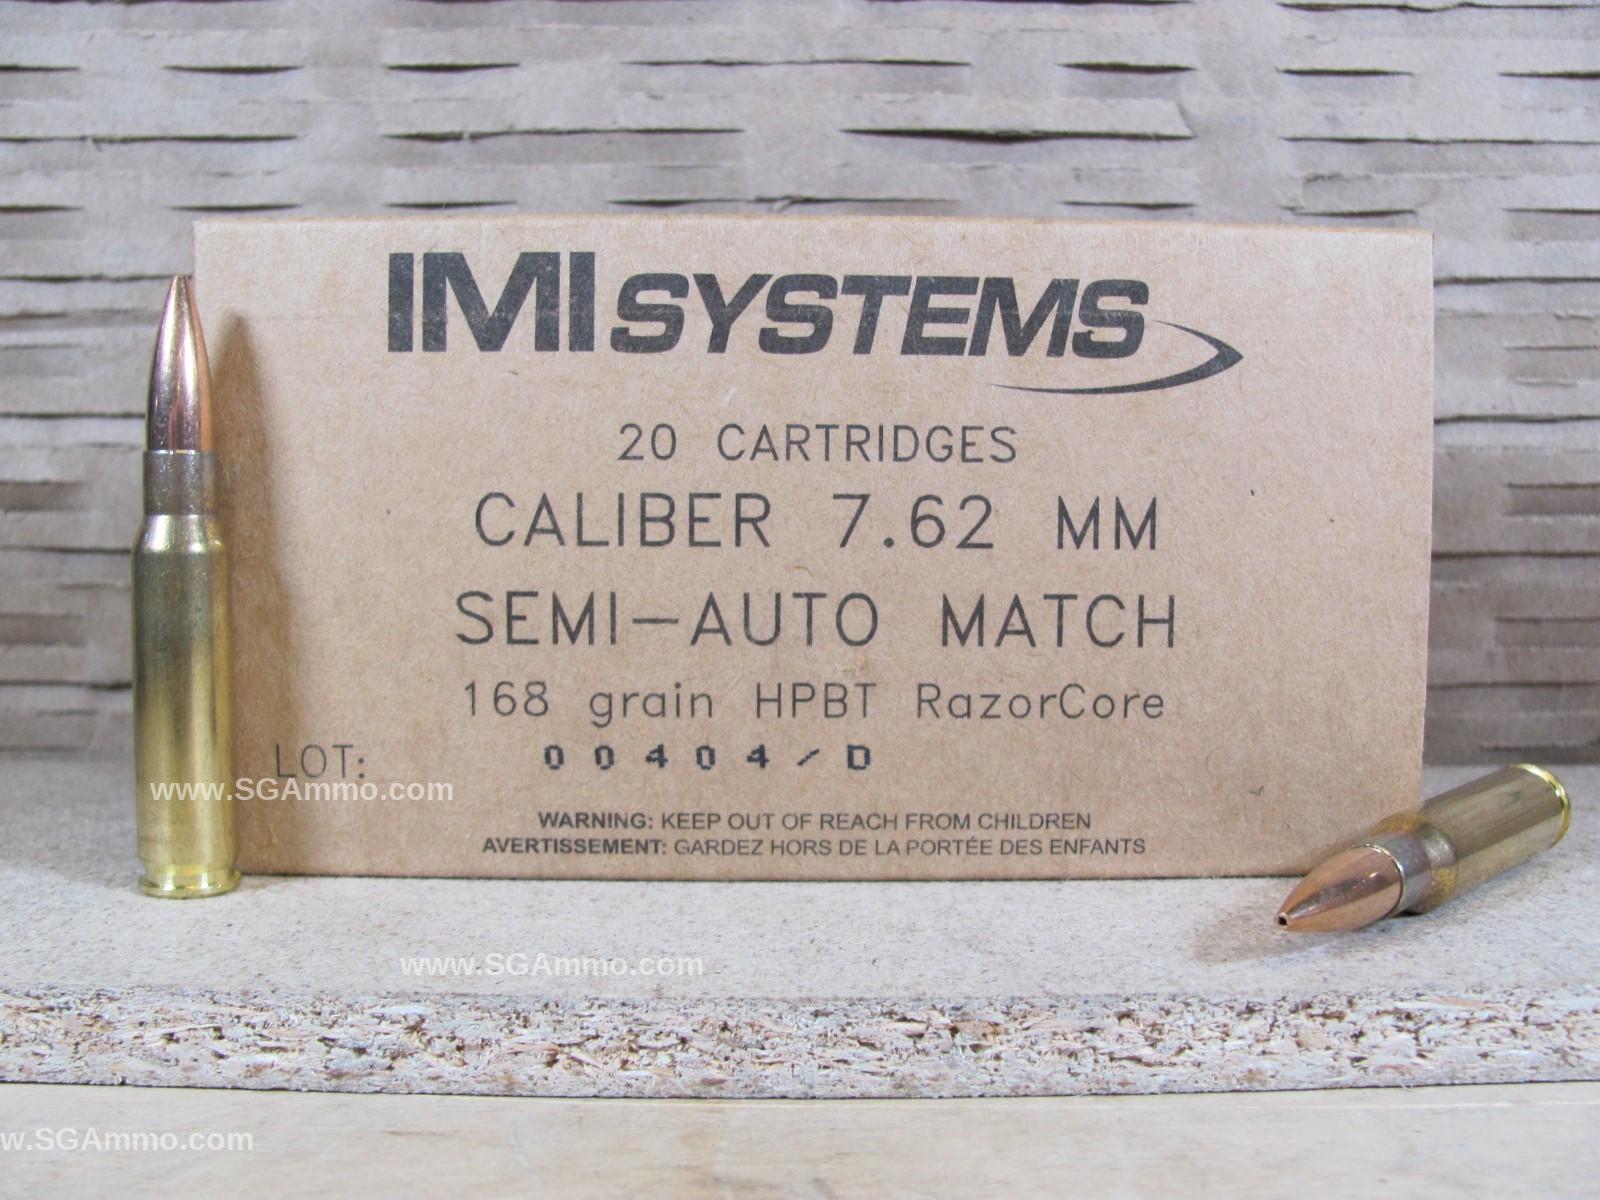 IMI SYSTEMS
20 CARTRIDGES
CALIBER 7.62 MM
SEMI-AUTO MATCH
168 grain HPBT RazorCore
LOT: 00404/D
www.SGAmmo.com
WARNING: KEEP OUT OF REACH FROM CHILDREN
AVERTISSEMENT: GARDEZ HORS DE LA PORTÉE DES ENFANTS
www.SGAmmo.com
w.SGAmmo.com